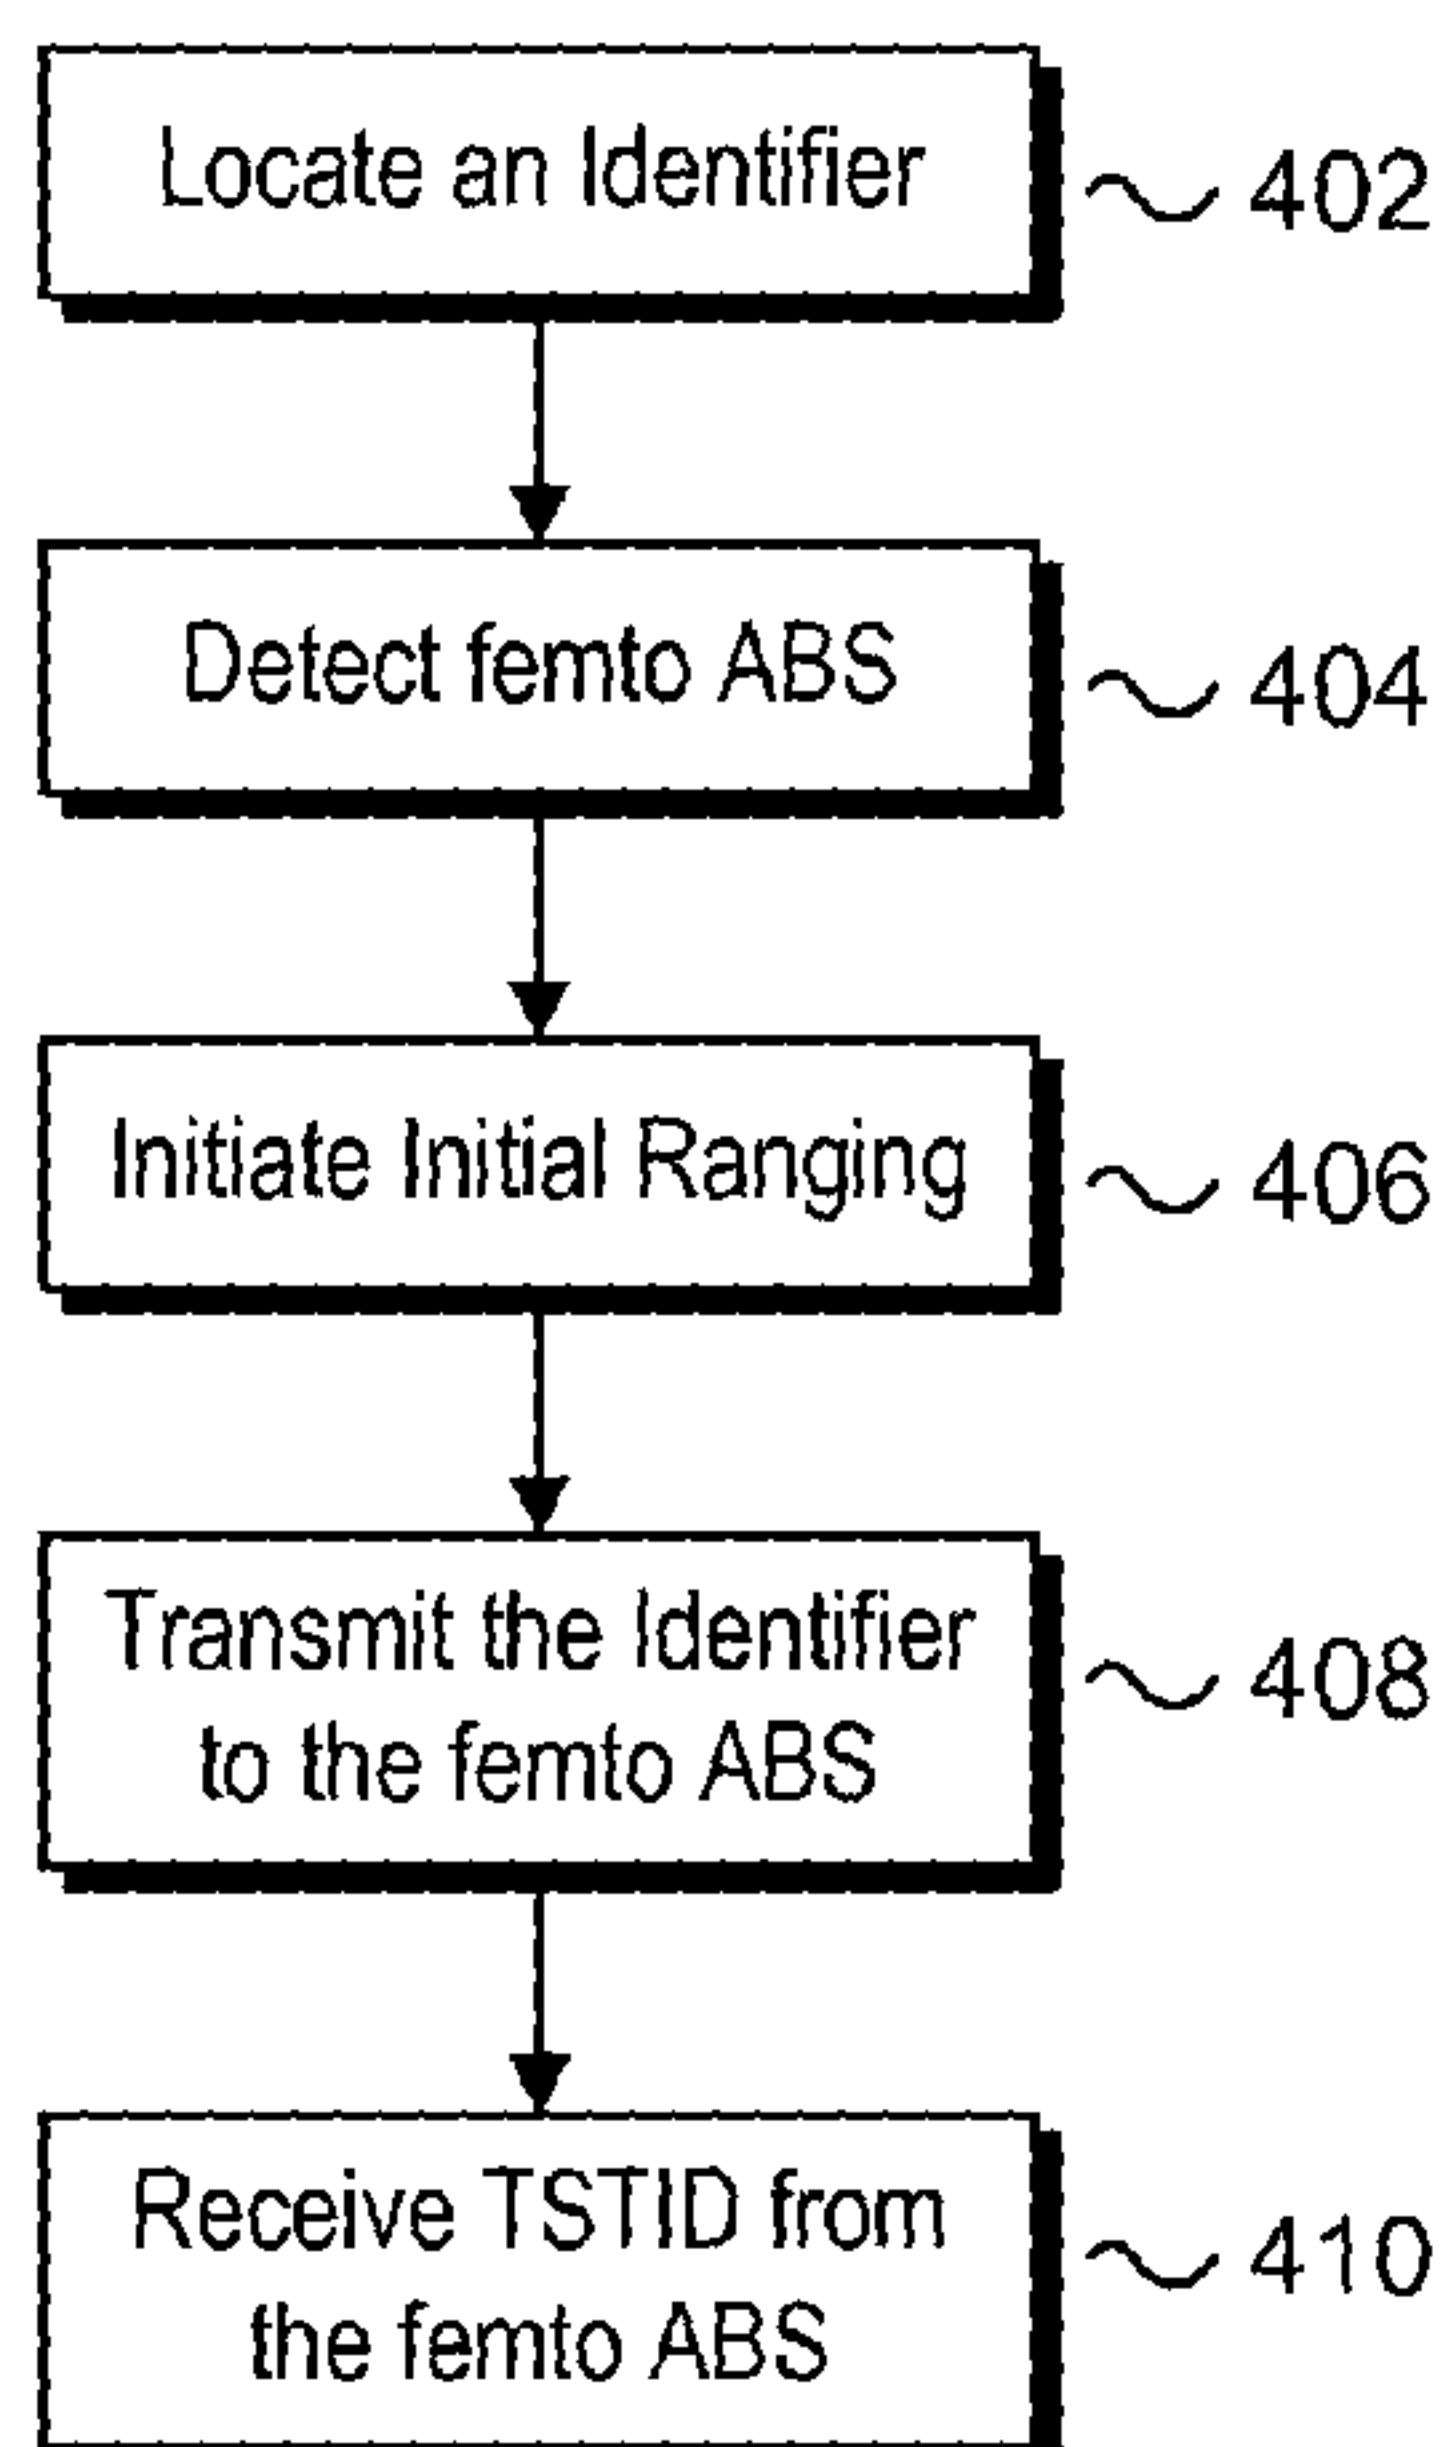 Locate an Identifier
402
Detect femto ABS
404
Initiate Initial Ranging
406
Transmit the Identifier
to the femto ABS
408
Receive TSTID from
the femto ABS
410